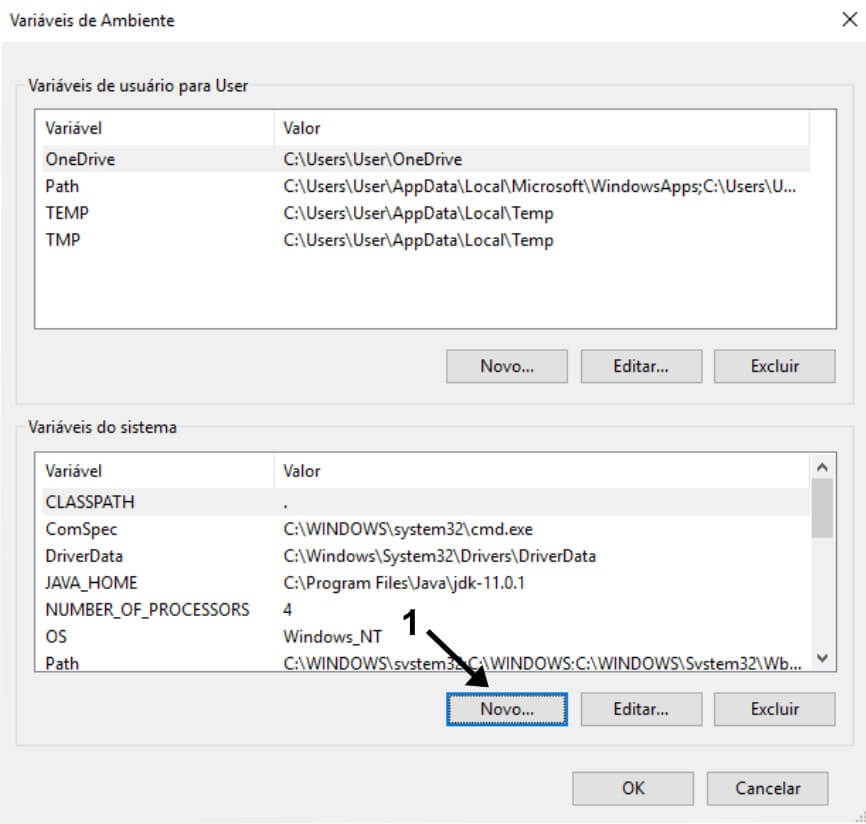 Variáveis de Ambiente
Variáveis de usuário para User
Variável Valor
OneDrive C:\Users\User\OneDrive
Path C:\Users\User\AppData\Local\Microsoft\WindowsApps;C:\Users\U...
TEMP C:\Users\User\AppData\Local\Temp
TMP C:\Users\User\AppData\Local\Temp
Novo... Editar... Excluir
Variáveis do sistema
Variável Valor
CLASSPATH .
ComSpec C:\WINDOWS\system32\cmd.exe
DriverData C:\Windows\System32\Drivers\DriverData
JAVA_HOME C:\Program Files\Java\jdk-11.0.1
NUMBER_OF_PROCESSORS 4
1
OS Windows_NT
Path C:\WINDOWS\system32;C:\WINDOWS;C:\WINDOWS\System32\Wb...
Novo... Editar... Excluir
OK Cancelar